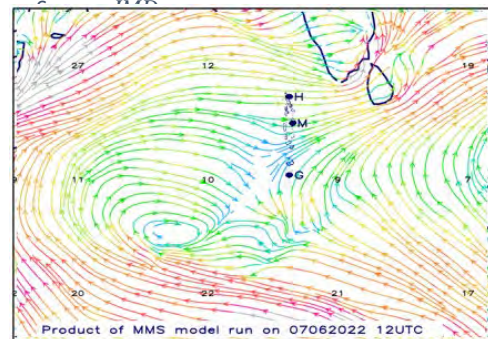 27 12 19
H
M
11 10 9 7
G
20 22 21 17
Product of MMS model run on 07062022 12UTC